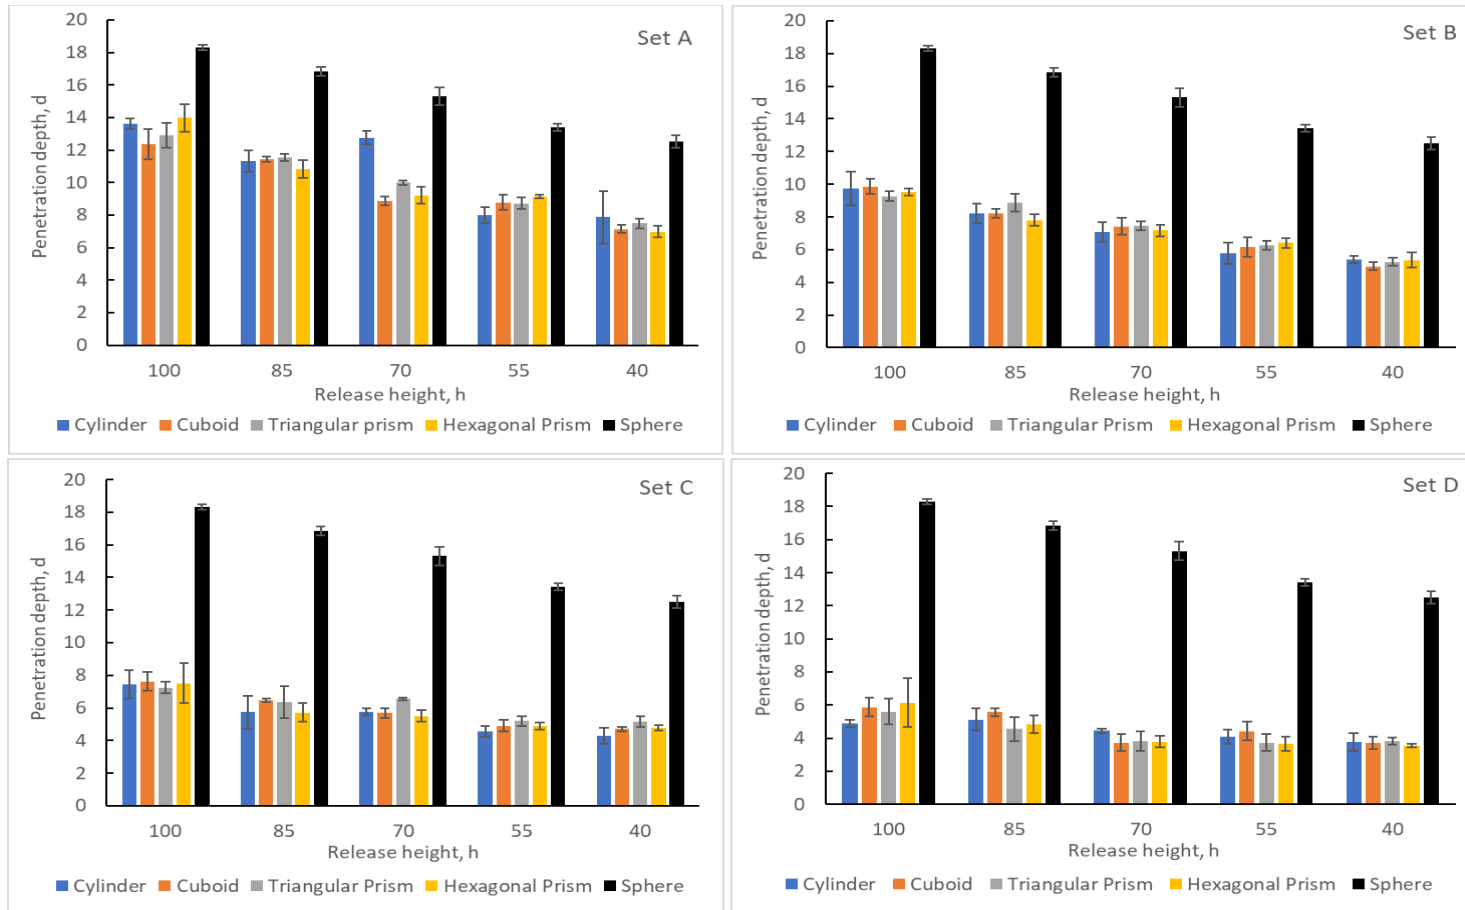 Set A
Penetration depth, d
20
18
16
14
12
10
8
6
4
2
0
100 85 70 55 40
Release height, h
Cylinder Cuboid Triangular prism Hexagonal Prism Sphere
Set B
Penetration depth, d
20
18
16
14
12
10
8
6
4
2
0
100 85 70 55 40
Release height, h
Cylinder Cuboid Triangular Prism Hexagonal Prism Sphere
Set C
Penetration depth, d
20
18
16
14
12
10
8
6
4
2
0
100 85 70 55 40
Release height, h
Cylinder Cuboid Triangular Prism Hexagonal Prism Sphere
Set D
Penetration depth, d
20
18
16
14
12
10
8
6
4
2
0
100 85 70 55 40
Release height, h
Cylinder Cuboid Triangular Prism Hexagonal Prism Sphere